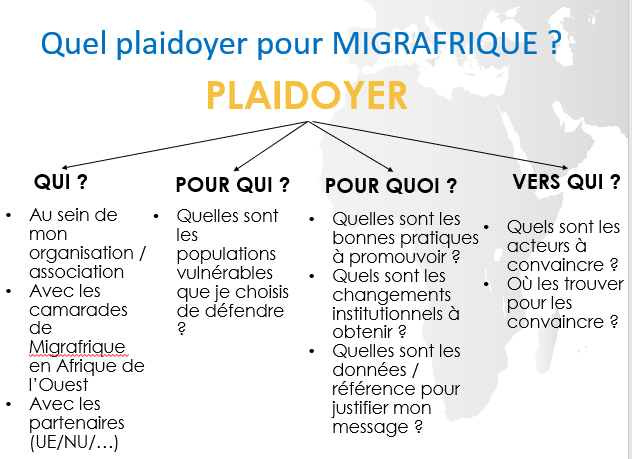 Quel plaidoyer pour MIGRAFRIQUE ?
PLAIDOYER
QUI ?
• Au sein de
mon
organisation /
association
• Avec les
camarades
de
Migrafrique
en Afrique de
l’Ouest
• Avec les
partenaires
(UE/NU/…)
POUR QUI ?
• Quelles sont
les
populations
vulnérables
que je choisis
de défendre
?
POUR QUOI ?
• Quelles sont les
bonnes pratiques
à promouvoir ?
• Quels sont les
changements
institutionnels à
obtenir ?
• Quelles sont les
données /
référence pour
justifier mon
message ?
VERS QUI ?
• Quels sont les
acteurs à
convaincre ?
• Où les trouver
pour les
convaincre ?